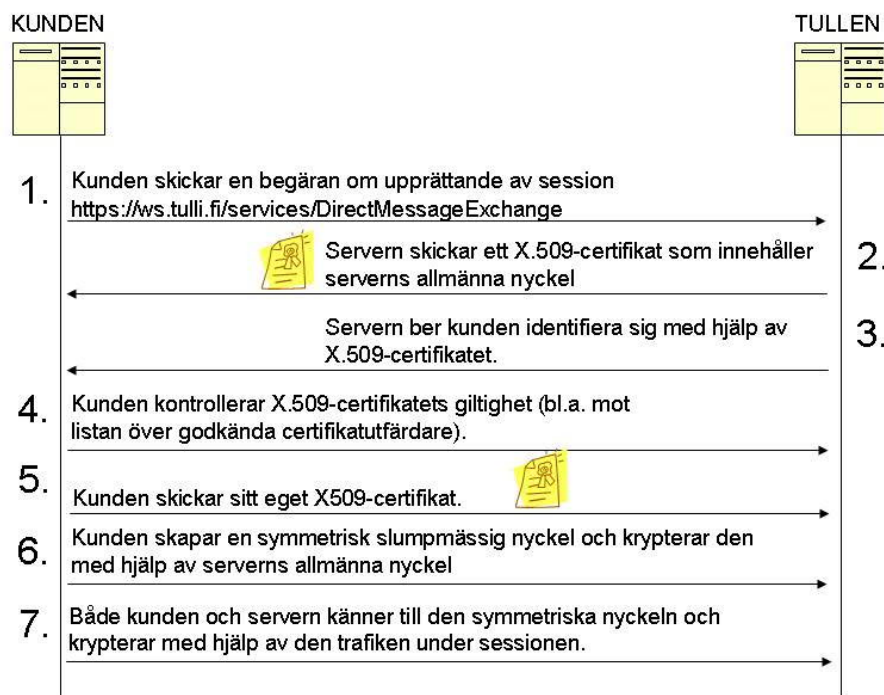 KUNDEN
TULLEN
1.
Kunden skickar en begäran om upprättande av session
https://ws.tulli.fi/services/DirectMessageExchange
Servern skickar ett X.509-certifikat som innehåller
serverns allmänna nyckel
2.
Servern ber kunden identifiera sig med hjälp av
X.509-certifikatet.
3.
4.
Kunden kontrollerar X.509-certifikatets giltighet (bl.a. mot
listan över godkända certifikatutfärdare).
5.
Kunden skickar sitt eget X509-certifikat.
6.
Kunden skapar en symmetrisk slumpmässig nyckel och krypterar den
med hjälp av serverns allmänna nyckel
7.
Både kunden och servern känner till den symmetriska nyckeln och
krypterar med hjälp av den trafiken under sessionen.